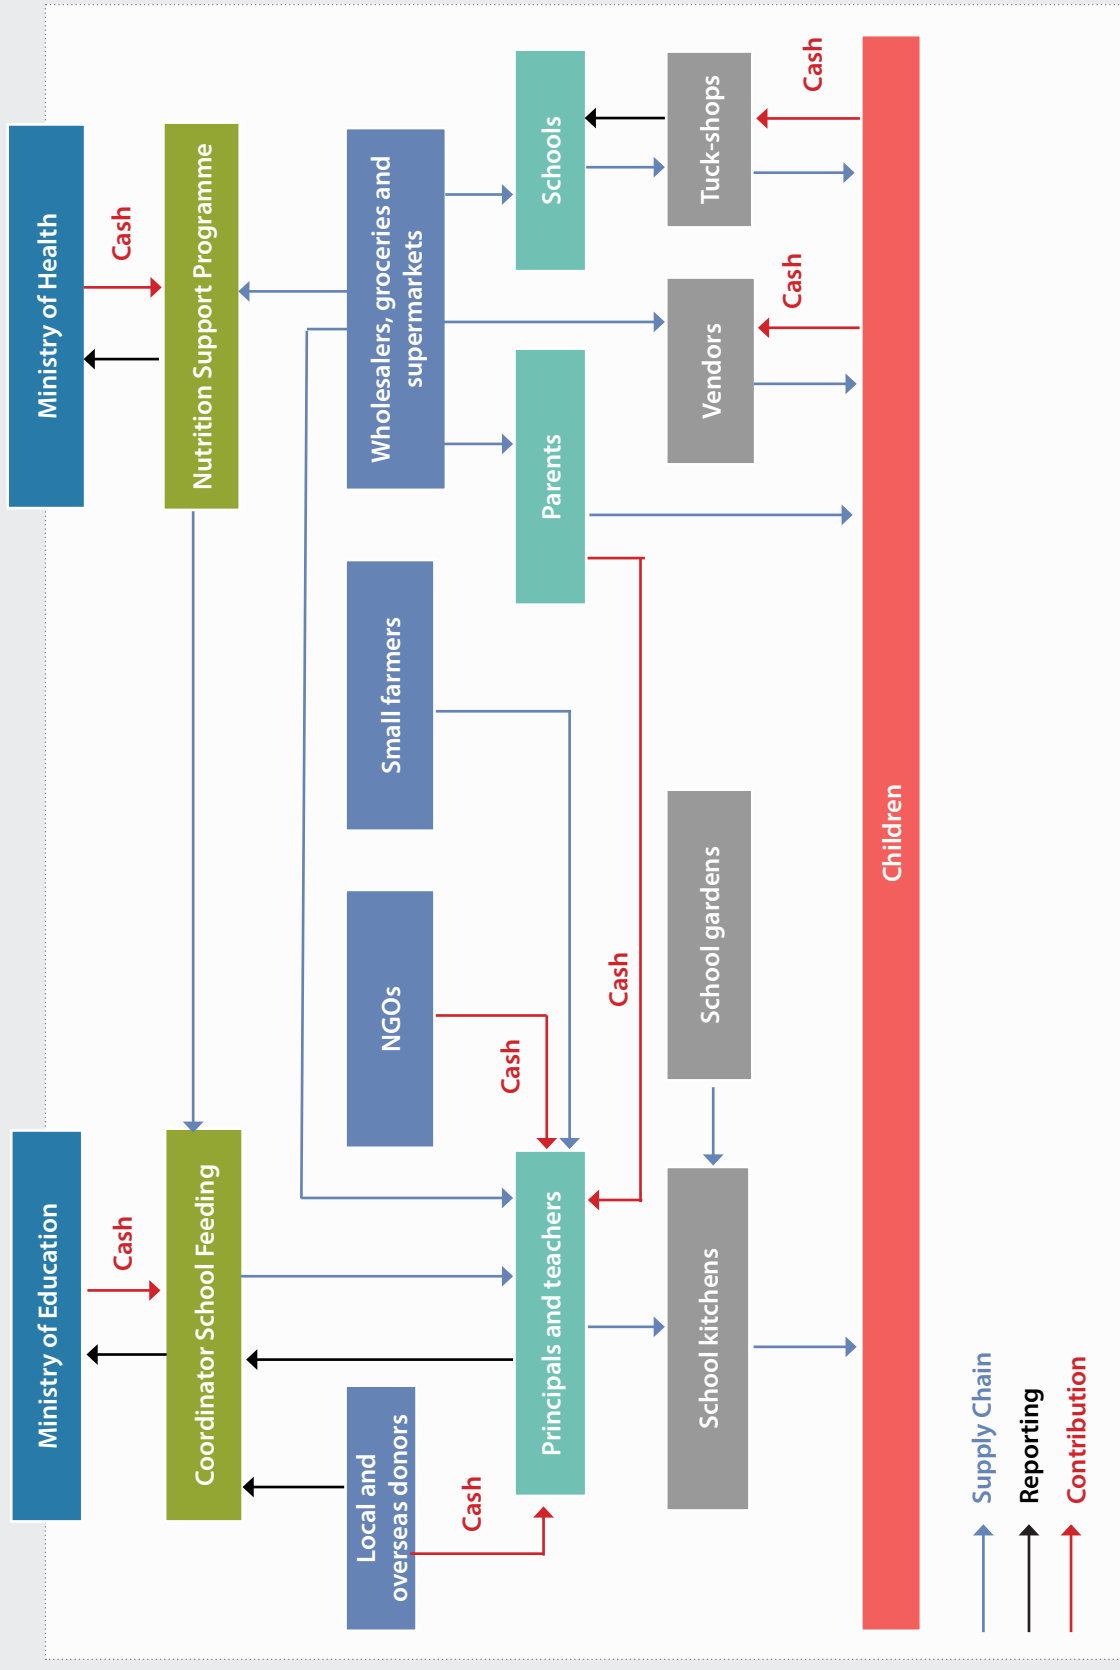 Ministry of Education
Ministry of Health
Cash
Cash
Coordinator School Feeding
Nutrition Support Programme
Local and
overseas donors
NGOs
Small farmers
Wholesalers, groceries and
supermarkets
Cash
Cash
Principals and teachers
Parents
Schools
Cash
School kitchens
School gardens
Vendors
Tuck-shops
Cash
Cash
Children
Supply Chain
Reporting
Contribution